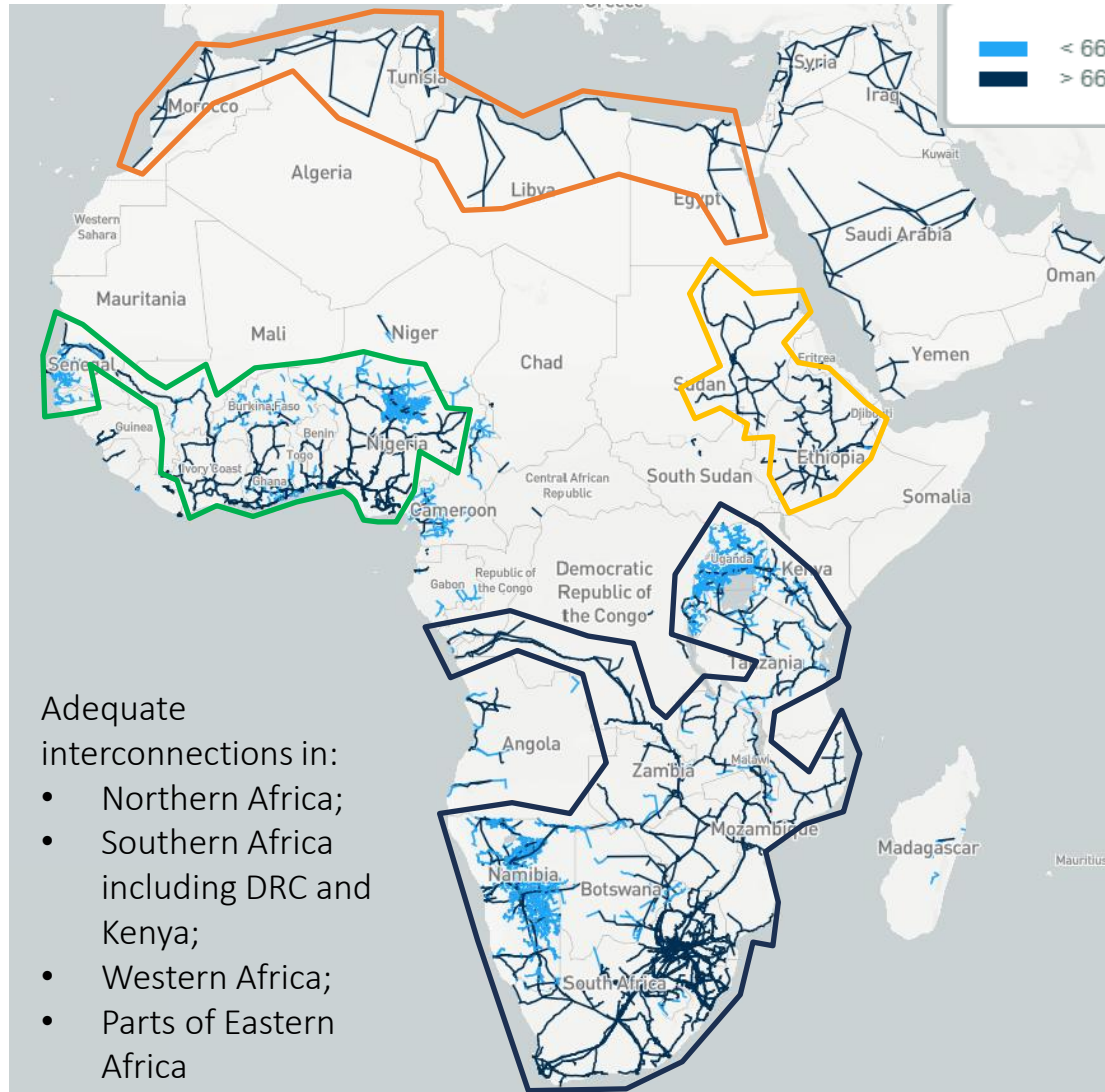 Greece
< 66
> 66
Syria
Iraq
Tunisia
Morocco
Kuwait
Algeria
Libya
Egypt
Western
Sahara
Saudi Arabia
Oman
Mauritania
Mali
Niger
Chad
Sudan
Eritrea
Yemen
Senegal
Burkina Faso
Guinea
Benin
Nigeria
Djibouti
Ivory Coast
Togo
Ghana
Ethiopia
Central African
Republic
South Sudan
Somalia
Cameroon
Uganda
Kenya
Gabon
Republic of
the Congo
Democratic
Republic of
the Congo
Tanzania
Adequate
interconnections in:
• Northern Africa;
• Southern Africa
including DRC and
Kenya;
• Western Africa;
• Parts of Eastern
Africa
Angola
Zambia
Malawi
Mozambique
Madagascar
Mauritius
Namibia
Botswana
South Africa